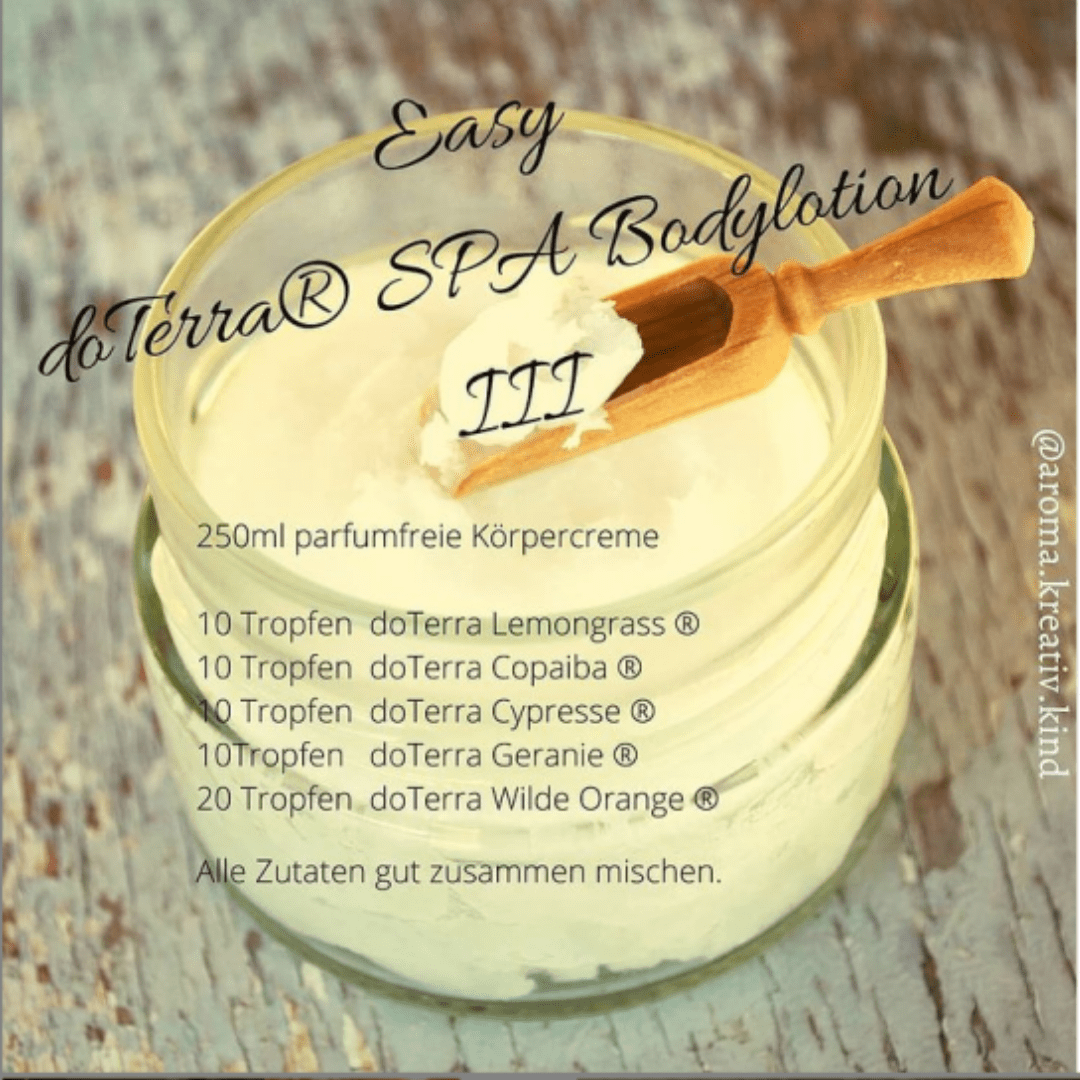 Easy
doTerra® SPA Bodylotion
III
250ml parfumfreie Körpercreme
10 Tropfen doTerra Lemongrass ®
10 Tropfen doTerra Copaiba ®
10 Tropfen doTerra Cypresse ®
10Tropfen doTerra Geranie ®
20 Tropfen doTerra Wilde Orange ®
Alle Zutaten gut zusammen mischen.
@aroma.kreativ.kind